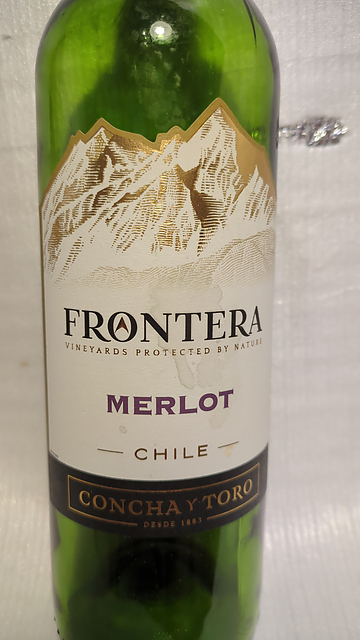 FRONTERA
VINEYARDS PROTECTED BY NATURE
MERLOT
CHILE
CONCHA Y TORO
DESDE 1883